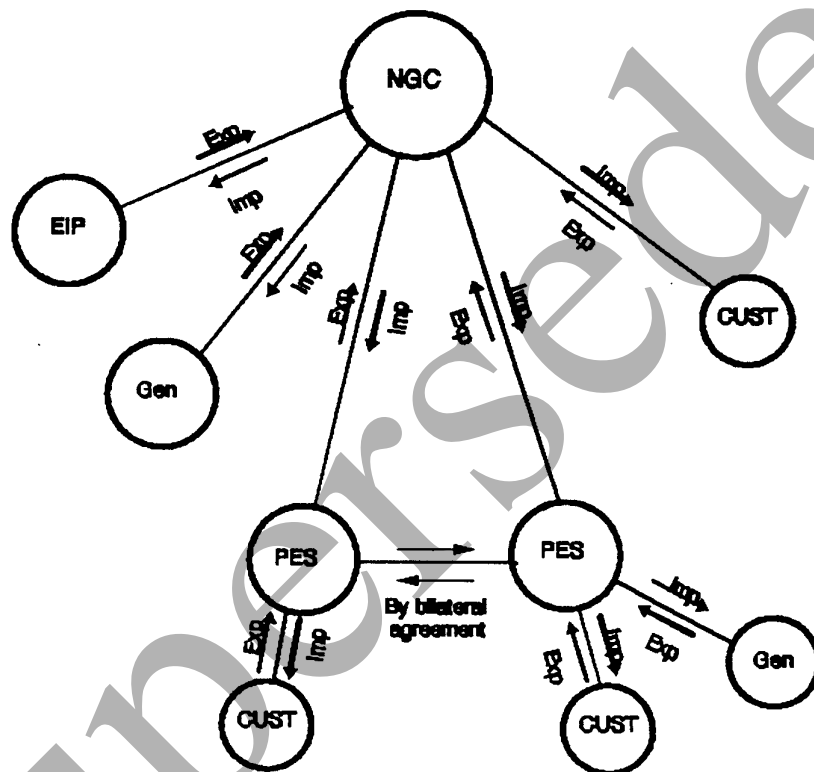 NGC
Exp
Imp
EIP
Exp
Imp
Gen
Exp
Imp
Exp
Imp
Imp
Exp
CUST
PES
PES
By bilateral
agreement
Exp
Imp
Exp
Imp
Imp
Exp
Gen
CUST
CUST
persede